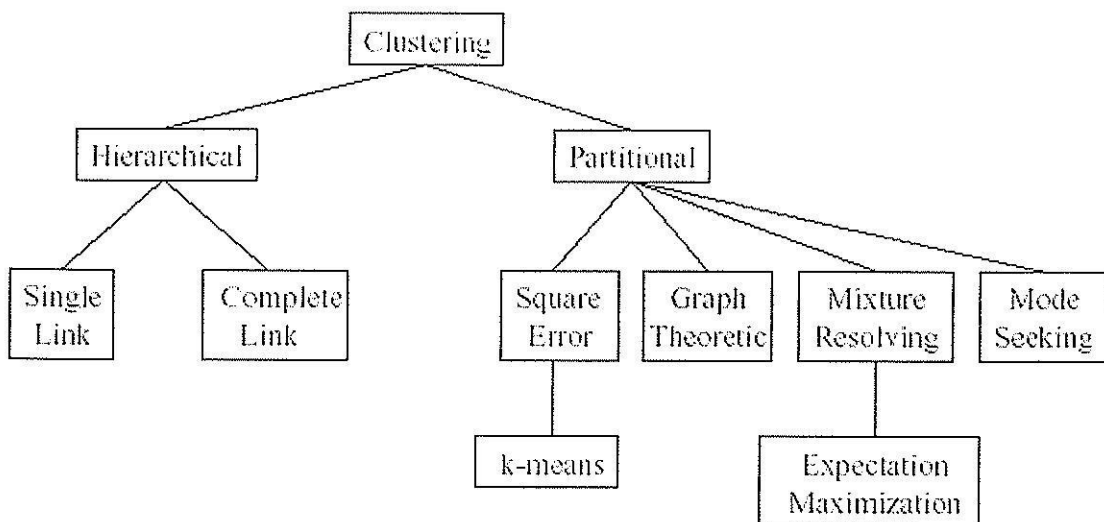 Clustering
Hierarchical
Partitional
Single
Link
Complete
Link
Square
Error
Graph
Theoretic
Mixture
Resolving
Mode
Seeking
k-means
Expectation
Maximization